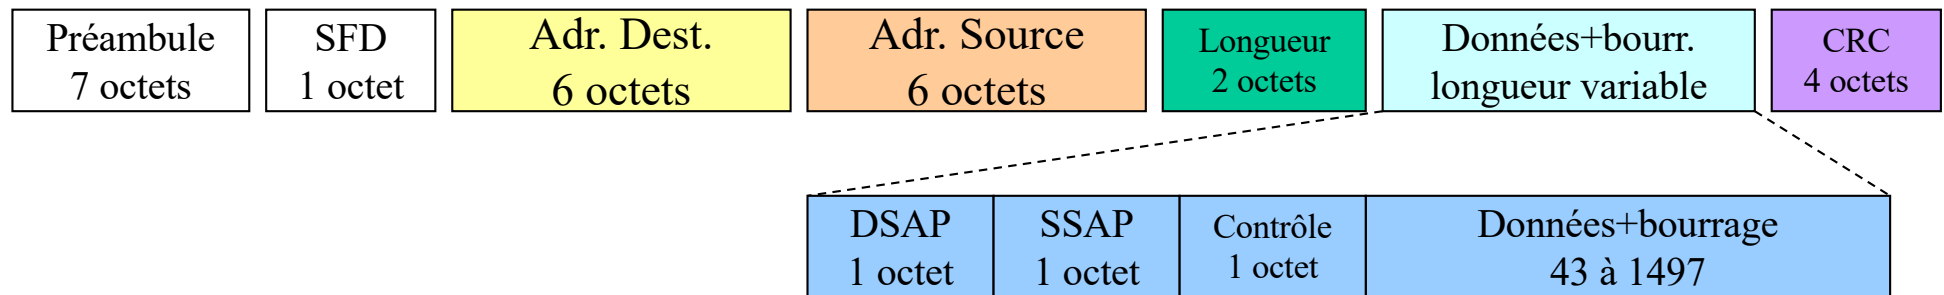 Préambule
7 octets
SFD
1 octet
Adr. Dest.
6 octets
Adr. Source
6 octets
Longueur
2 octets
Données+bourr.
longueur variable
CRC
4 octets
DSAP
1 octet
SSAP
1 octet
Contrôle
1 octet
Données+bourrage
43 à 1497